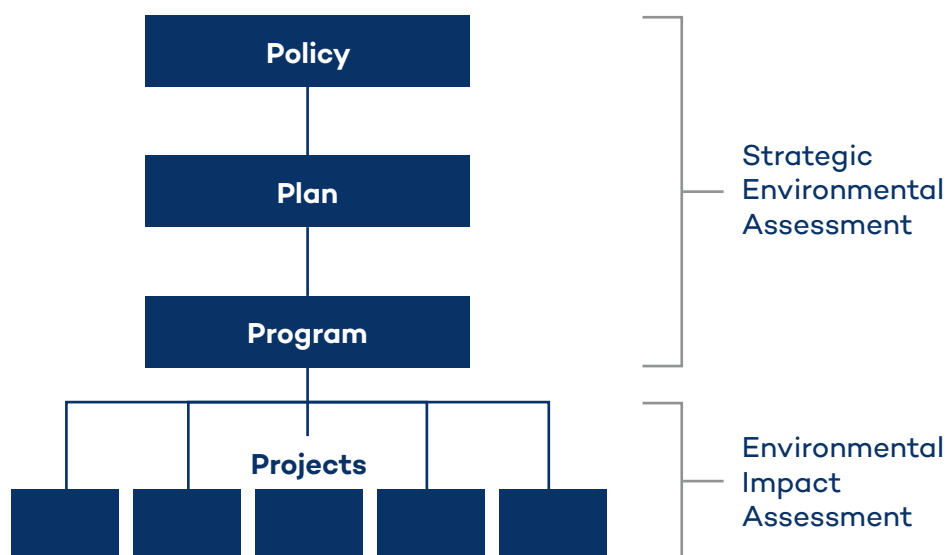 Policy
Plan
Program
Strategic
Environmental
Assessment
Projects
Environmental
Impact
Assessment